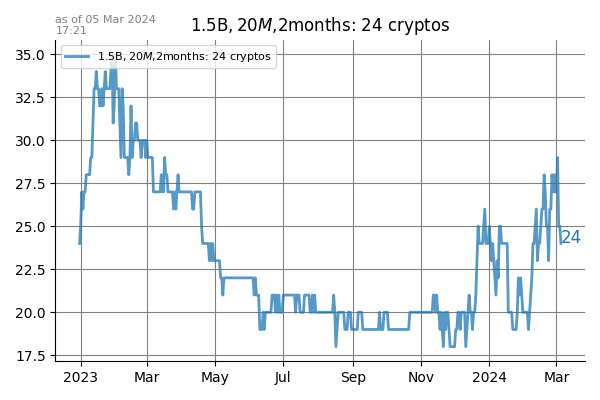 as of 05 Mar 2024
17:21
1.5B, 20M,2months: 24 cryptos
1.5B, 20M,2months: 24 cryptos
35.0
32.5
30.0
27.5
25.0
22.5
20.0
17.5
24
2023 Mar May Jul Sep Nov 2024 Mar